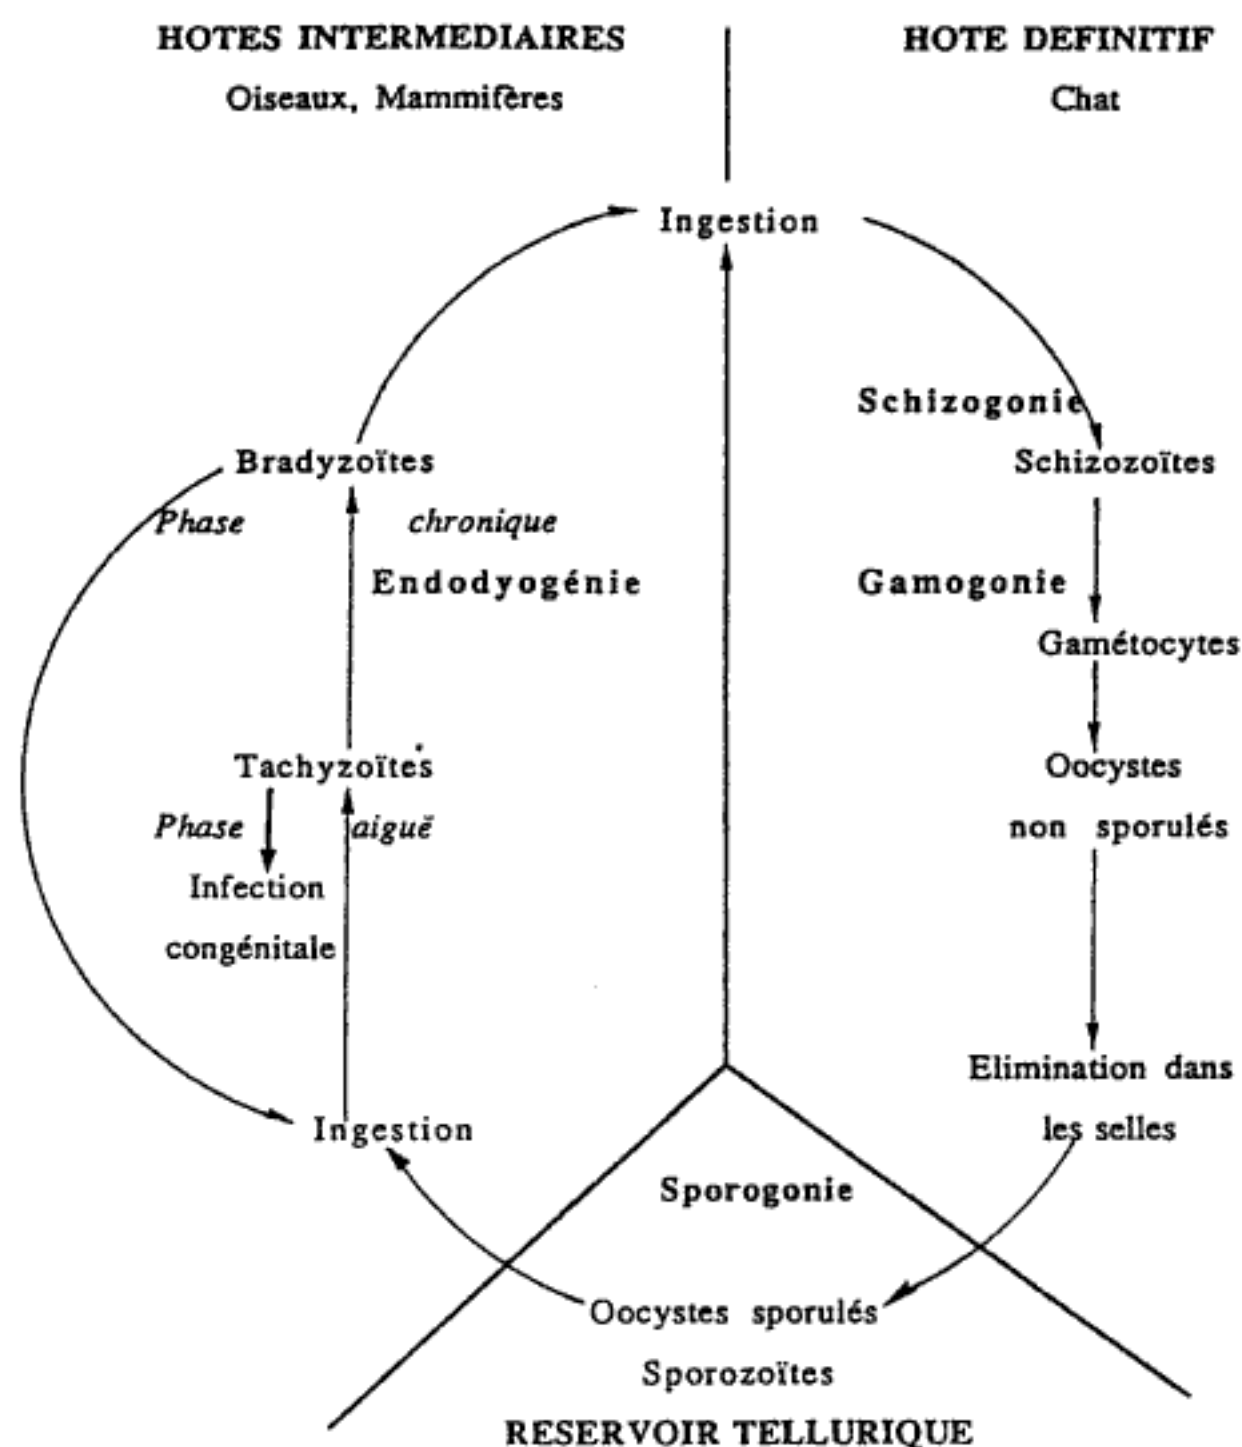 HOTES INTERMEDIAIRES
Oiseaux, Mammifères
HOTE DEFINITIF
Chat
Ingestion
Schizogonie
Schizozoïtes
Bradyzoïtes
Phase chronique
Endodyogénie
Gamogonie
Gamétocytes
Tachyzoïtes
Phase aiguë
Infection
congénitale
Oocystes
non sporulés
Elimination dans
les selles
Ingestion
Sporogonie
Oocystes sporulés
Sporozoïtes
RESERVOIR TELLURIQUE